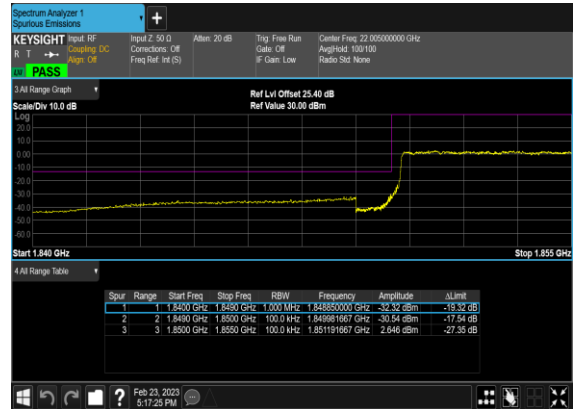 Spectrum Analyzer 1
Spurious Emissions
KEYSIGHT Input: RF Input Z: 50 Ω Atten: 20 dB Trig: Free Run Center Freq: 22.005000000 GHz
R T Coupling: DC Corrections: Off Gate: Off Avg|Hold: 100/100
Align: Off Freq Ref: Int (S) IF Gain: Low Radio Std: None
PASS
3 All Range Graph
Ref Lvl Offset 25.40 dB
Scale/Div 10.0 dB Ref Value 30.00 dBm
Log
20.0
10.0
0.00
-10.0
-20.0
-30.0
-40.0
-50.0
-60.0
Start 1.840 GHz Stop 1.855 GHz
4 All Range Table
Spur Range Start Freq Stop Freq RBW Frequency Amplitude ΔLimit
1 1 1.8400 GHz 1.8490 GHz 1.000 MHz 1.848850000 GHz -32.32 dBm -19.32 dB
2 2 1.8490 GHz 1.8500 GHz 100.0 kHz 1.849981667 GHz -30.54 dBm -17.54 dB
3 3 1.8500 GHz 1.8550 GHz 100.0 kHz 1.851191667 GHz 2.646 dBm -27.35 dB
? Feb 23, 2023
5:17:25 PM